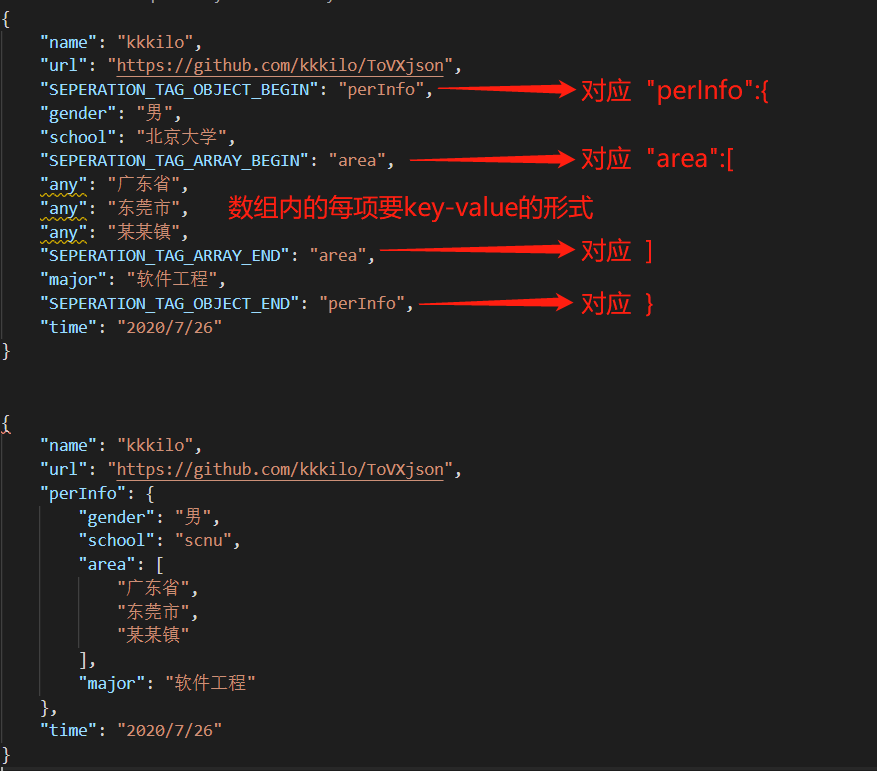 {
"name": "kkkilo",
"url": "https://github.com/kkkilo/ToVXjson",
"SEPERATION_TAG_OBJECT_BEGIN": "perInfo", 对应 "perInfo":{
"gender": "男",
"school": "北京大学",
"SEPERATION_TAG_ARRAY_BEGIN": "area", 对应 "area":[
"any": "广东省",
"any": "东莞市", 数组内的每项要key-value的形式
"any": "某某镇",
"SEPERATION_TAG_ARRAY_END": "area", 对应 ]
"major": "软件工程",
"SEPERATION_TAG_OBJECT_END": "perInfo", 对应 }
"time": "2020/7/26"
}
{
"name": "kkkilo",
"url": "https://github.com/kkkilo/ToVXjson",
"perInfo": {
"gender": "男",
"school": "scnu",
"area": [
"广东省",
"东莞市",
"某某镇"
],
"major": "软件工程"
},
"time": "2020/7/26"
}